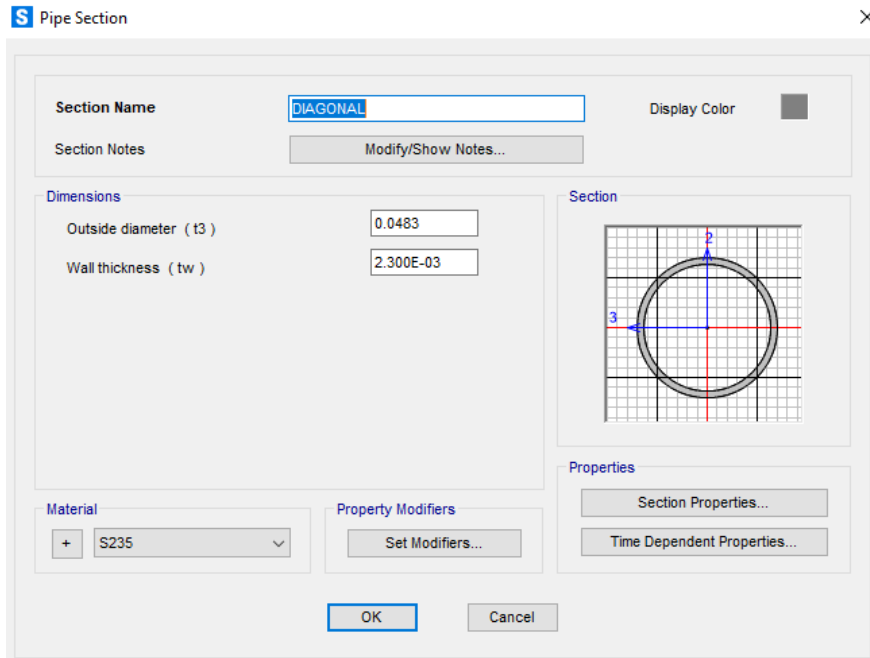 S Pipe Section
Section Name DIAGONAL Display Color
Section Notes Modify/Show Notes...
Dimensions
Outside diameter ( t3 ) 0.0483
Wall thickness ( tw ) 2.300E-03
Section
2
3
Properties
Section Properties...
Time Dependent Properties...
Material
+ S235
Property Modifiers
Set Modifiers...
OK Cancel